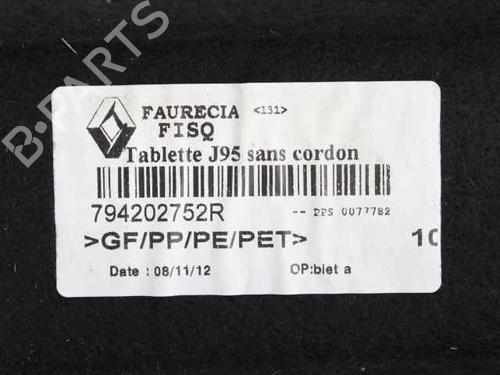 FAURECIA <131>
FISQ
Tablette J95 sans cordon
794202752R -- PPS 0077782
>GF/PP/PE/PET> 10
Date : 08/11/12 OP:biet a
B-PARTS